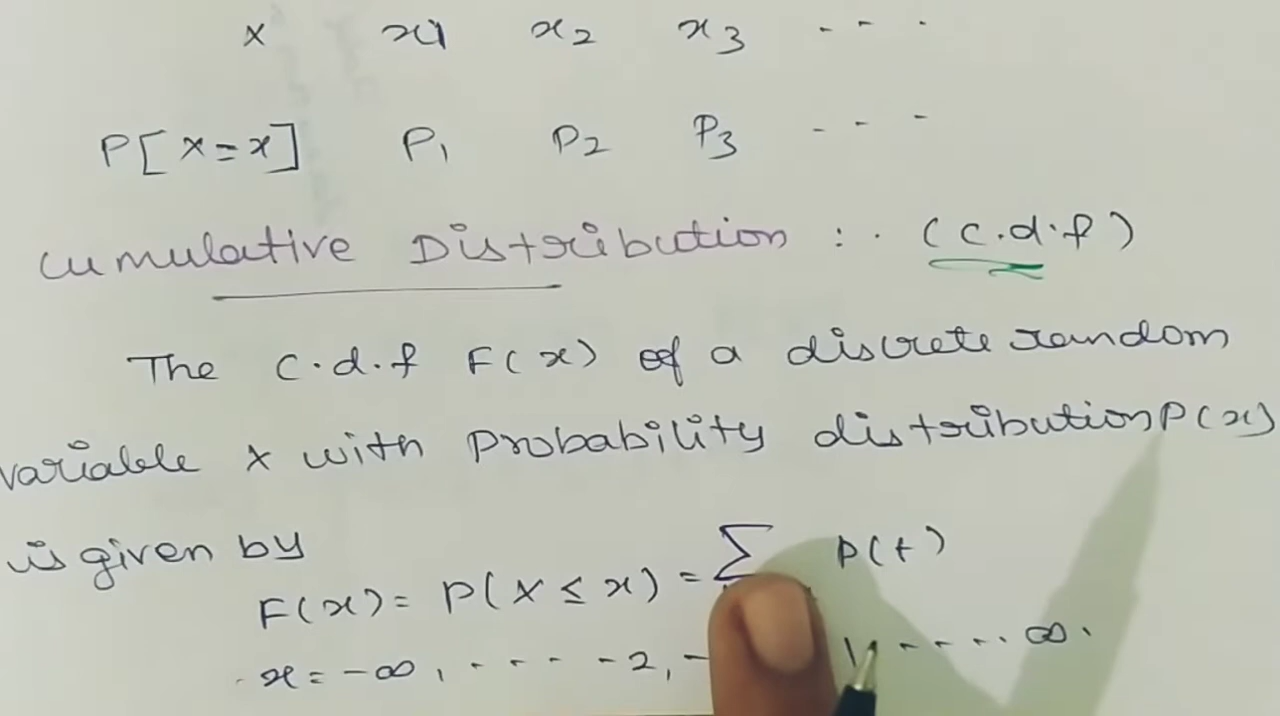 X x1 x2 x3 - - -
P[X=x] P1 P2 P3 - - -
Cumulative Distribution : . (c.d.f)
The c.d.f F(x) of a discrete random
variable X with Probability distribution P(x)
is given by
F(x) = P(X ≤ x) = ∑ P(t)
x = -∞, - - - -2, - 1 - - - - ∞.